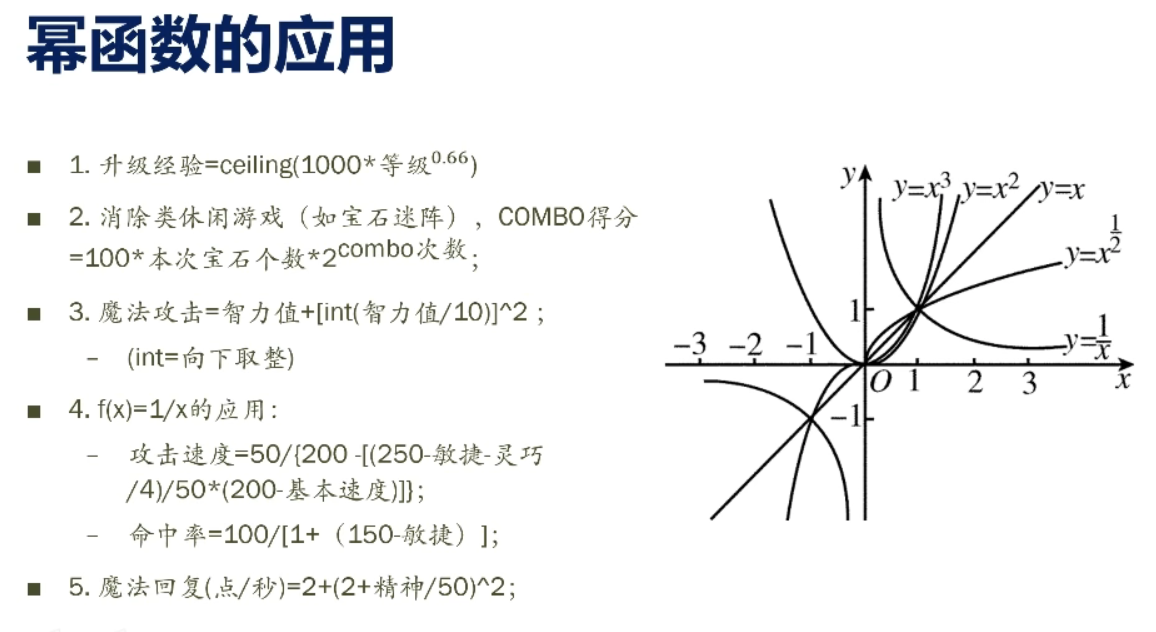 幂函数的应用
■ 1. 升级经验=ceiling(1000*等级^0.66)
■ 2. 消除类休闲游戏（如宝石迷阵），COMBO得分
=100*本次宝石个数*2^combo次数;
■ 3. 魔法攻击=智力值+[int(智力值/10)]^2；
– (int=向下取整)
■ 4. f(x)=1/x的应用：
– 攻击速度=50/{200 -[(250-敏捷-灵巧
/4)/50*(200-基本速度)]};
– 命中率=100/[1+（150-敏捷）];
■ 5. 魔法回复(点/秒)=2+(2+精神/50)^2；
y
y=x^3 y=x^2 y=x
y=x^1/2
1
y=1/x
−3 −2 −1
O 1 2 3 x
−1